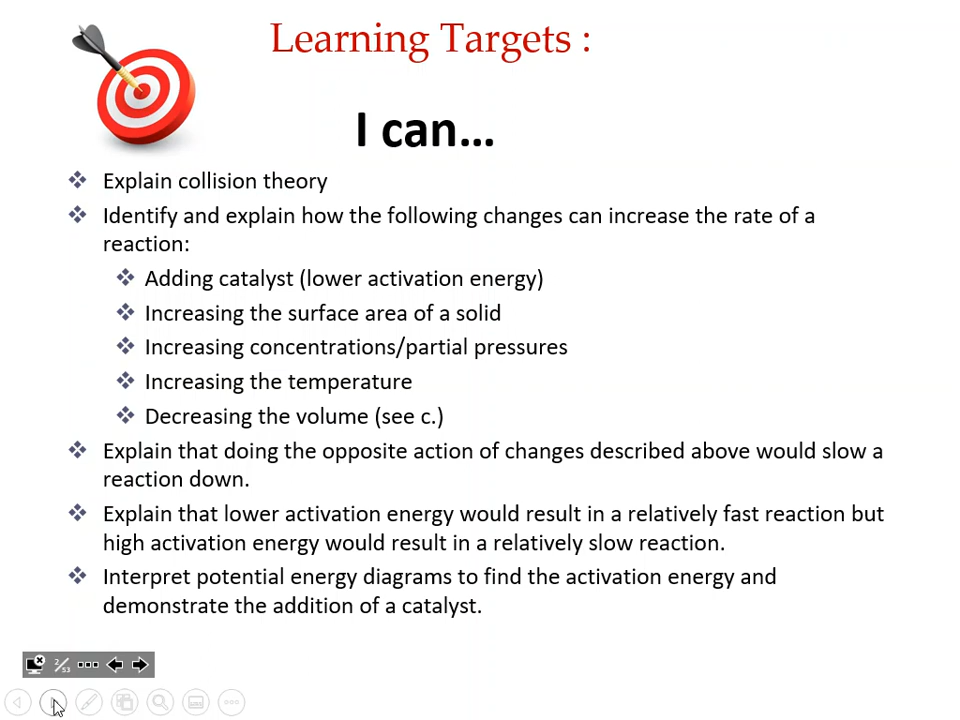 Learning Targets :
I can...
Explain collision theory
Identify and explain how the following changes can increase the rate of a
reaction:
Adding catalyst (lower activation energy)
Increasing the surface area of a solid
Increasing concentrations/partial pressures
Increasing the temperature
Decreasing the volume (see c.)
Explain that doing the opposite action of changes described above would slow a
reaction down.
Explain that lower activation energy would result in a relatively fast reaction but
high activation energy would result in a relatively slow reaction.
Interpret potential energy diagrams to find the activation energy and
demonstrate the addition of a catalyst.
2/53